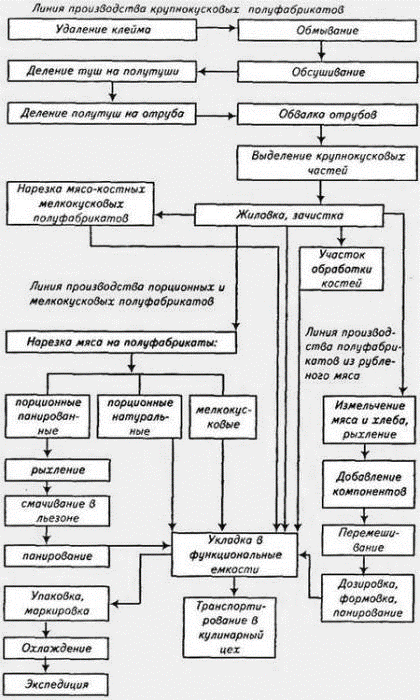 Линия производства крупнокусковых полуфабрикатов
Удаление клейма
Обмывание
Деление туш на полутуши
Обсушивание
Деление полутуш на отруба
Обвалка отрубов
Выделение крупнокусковых
частей
Нарезка мясо-костных
мелкокусковых
полуфабрикатов
Жиловка, зачистка
Участок
обработки
костей
Линия производства порционных и
мелкокусковых полуфабрикатов
Линия производ-
ства полуфабри-
катов из рубле-
ного мяса
Нарезка мяса на полуфабрикаты:
порционные
панирован-
ные
порционные
натураль-
ные
мелкокус-
ковые
Измельчение
мяса и хлеба,
рыхление
рыхление
Добавление
компонентов
смачивание в
льезоне
Перемеши-
вание
панирование
Укладка в
функциональные
емкости
Дозировка,
формовка,
панирование
Упаковка,
маркировка
Транспорти-
рование в
кулинарный
цех
Охлаждение
Экспедиция